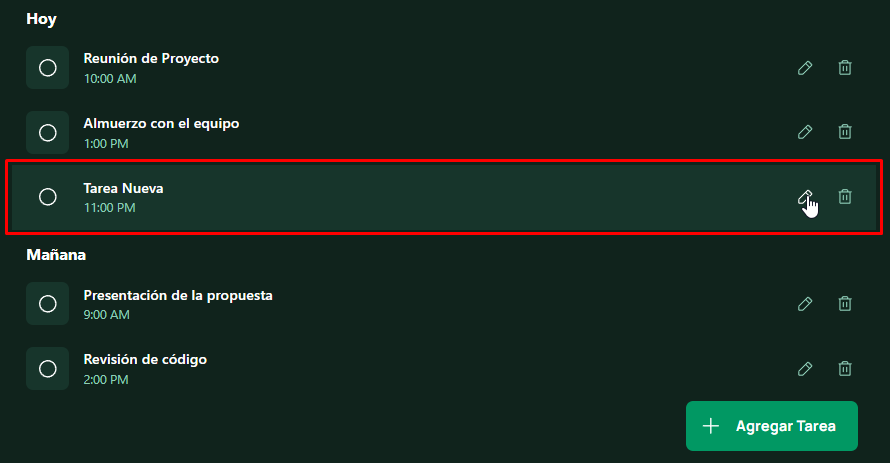 Hoy
Reunión de Proyecto
10:00 AM
Almuerzo con el equipo
1:00 PM
Tarea Nueva
11:00 PM
Mañana
Presentación de la propuesta
9:00 AM
Revisión de código
2:00 PM
Agregar Tarea